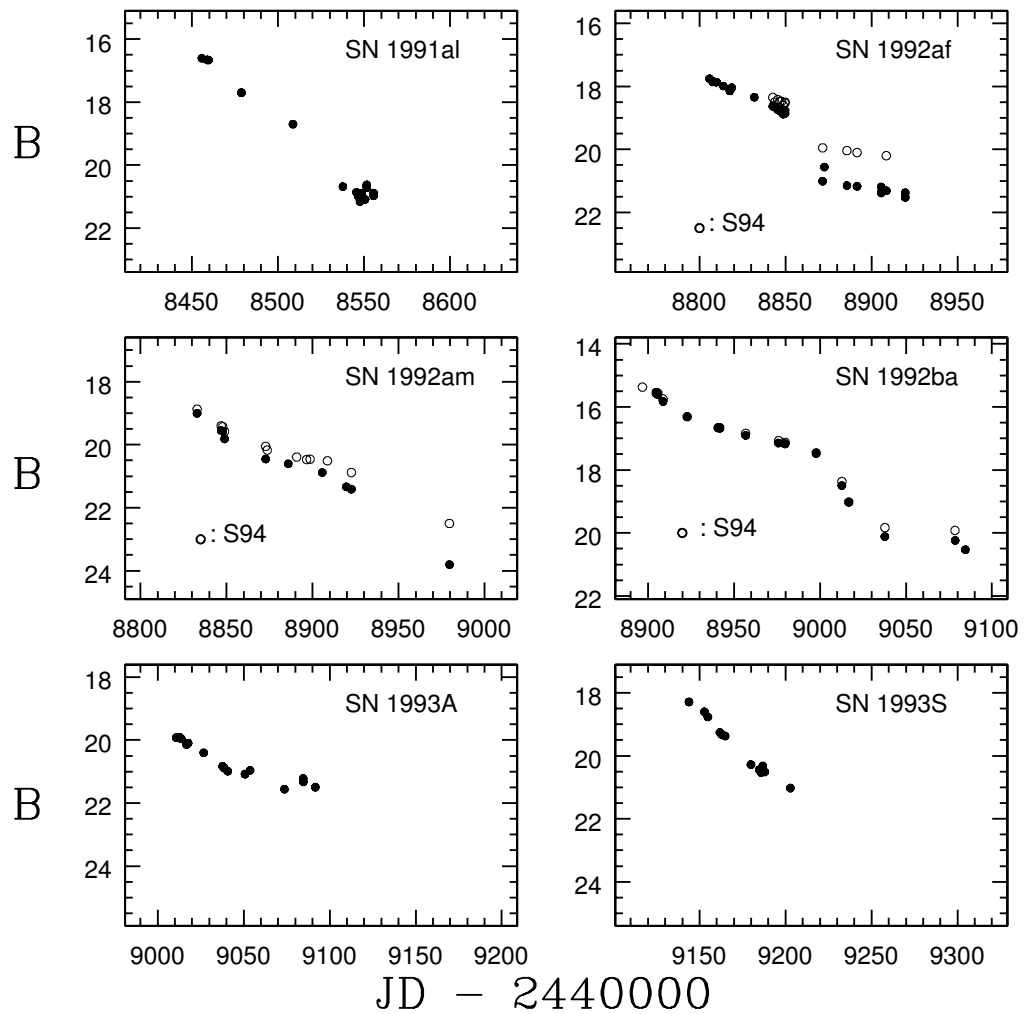 SN 1991al
B
16
18
20
22
8450 8500 8550 8600
SN 1992af
18
20
22
: S94
8800 8850 8900 8950
SN 1992am
B
18
20
22
24
: S94
8800 8850 8900 8950 9000
SN 1992ba
14
16
18
20
22
: S94
8900 8950 9000 9050 9100
SN 1993A
B
18
20
22
24
9000 9050 9100 9150 9200
SN 1993S
18
20
22
24
9150 9200 9250 9300
JD − 2440000